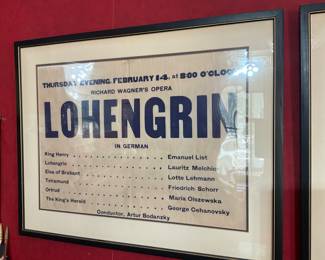 THURSDAY EVENING, FEBRUARY 14, at 8:00 O'CLOCK
RICHARD WAGNER'S OPERA
LOHENGRIN
IN GERMAN
King Henry . . . . . . . . . . Emanuel List
Lohengrin . . . . . . . . . . Lauritz Melchior
Elsa of Brabant . . . . . . . . . . Lotte Lehmann
Telramund . . . . . . . . . . Friedrich Schorr
Ortrud . . . . . . . . . . Maria Olszewska
The King's Herald . . . . . . . . . . George Cehanovsky
Conductor, Artur Bodanzky